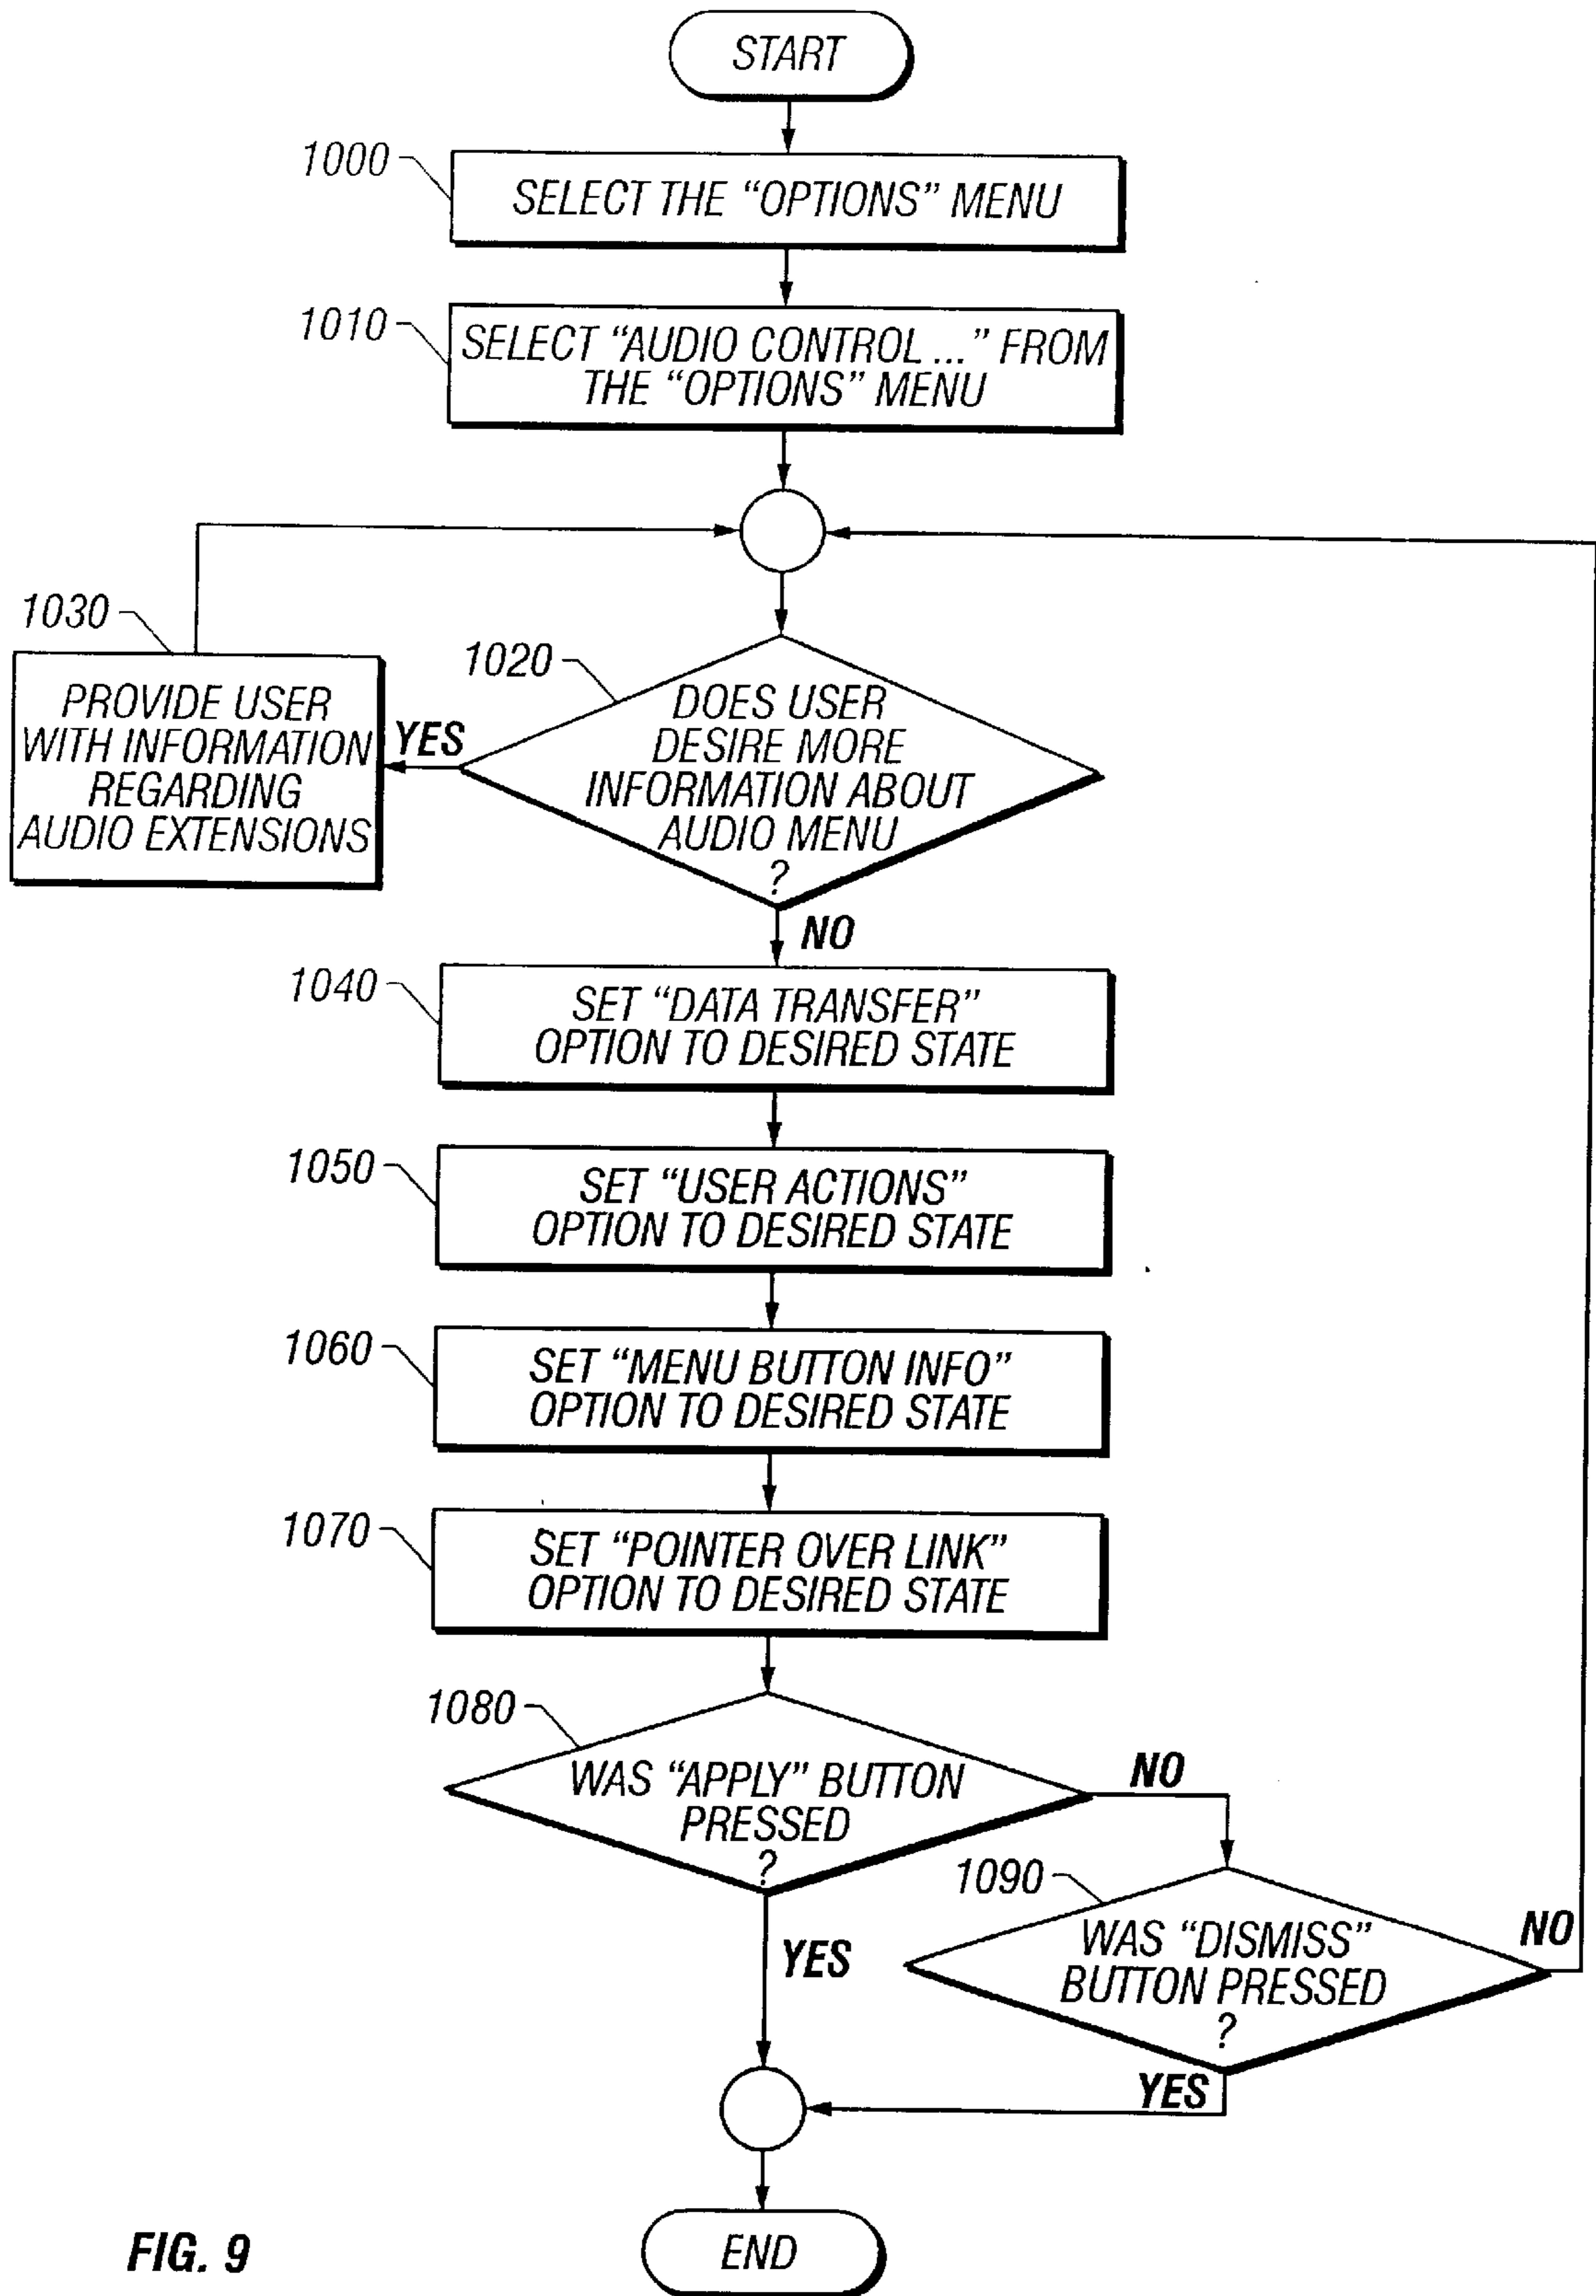 START
1000
SELECT THE “OPTIONS” MENU
1010
SELECT “AUDIO CONTROL ...” FROM
THE “OPTIONS” MENU
1030
PROVIDE USER
WITH INFORMATION
REGARDING
AUDIO EXTENSIONS
YES
1020
DOES USER
DESIRE MORE
INFORMATION ABOUT
AUDIO MENU
?
NO
1040
SET “DATA TRANSFER”
OPTION TO DESIRED STATE
1050
SET “USER ACTIONS”
OPTION TO DESIRED STATE
1060
SET “MENU BUTTON INFO”
OPTION TO DESIRED STATE
1070
SET “POINTER OVER LINK”
OPTION TO DESIRED STATE
1080
WAS “APPLY” BUTTON
PRESSED
?
NO
YES
1090
WAS “DISMISS”
BUTTON PRESSED
?
NO
YES
END
FIG. 9